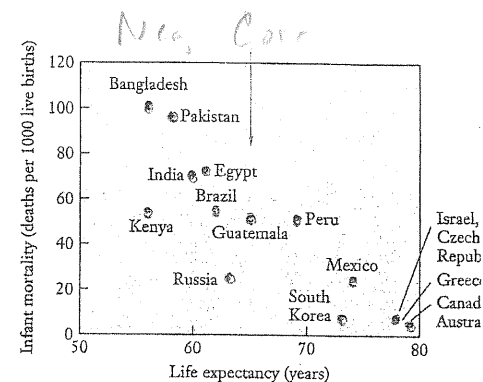 Neg Corr
120
Bangladesh
100
Pakistan
80
India
Egypt
60
Brazil
Kenya
Guatemala
Peru
40
Israel,
Czech
Repub
Mexico
Russia
20
South
Korea
Greece
Canad
Austra
0
50
60
70
80
Infant mortality (deaths per 1000 live births)
Life expectancy (years)